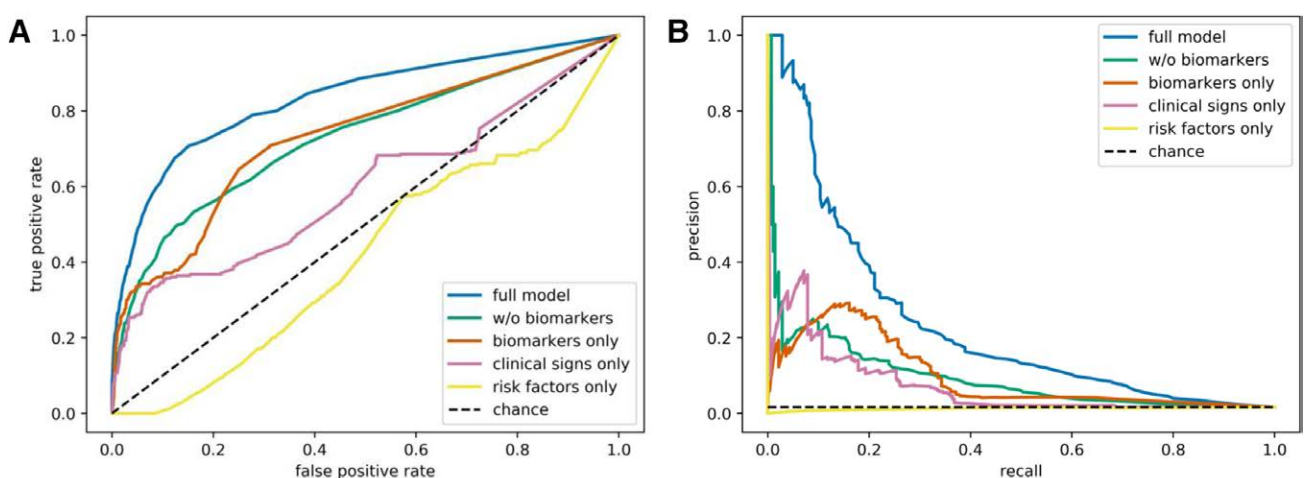 A
1.0
0.8
0.6
0.4
0.2
0.0
true positive rate
0.0 0.2 0.4 0.6 0.8 1.0
false positive rate
full model
w/o biomarkers
biomarkers only
clinical signs only
risk factors only
chance
B
1.0
0.8
0.6
0.4
0.2
0.0
precision
0.0 0.2 0.4 0.6 0.8 1.0
recall
full model
w/o biomarkers
biomarkers only
clinical signs only
risk factors only
chance